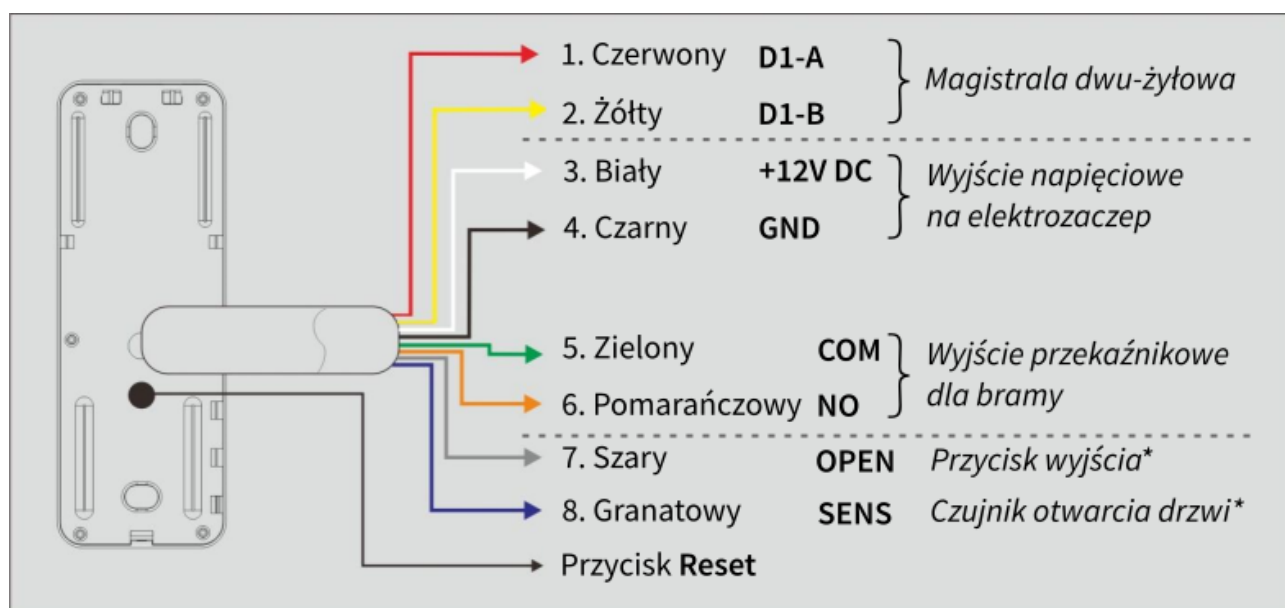 1. Czerwony D1-A
Magistrala dwu-żyłowa
2. Żółty D1-B
3. Biały +12V DC
Wyjście napięciowe
na elektrozaczep
4. Czarny GND
5. Zielony COM
Wyjście przekaźnikowe
dla bramy
6. Pomarańczowy NO
7. Szary OPEN Przycisk wyjścia*
8. Granatowy SENS Czujnik otwarcia drzwi*
Przycisk Reset